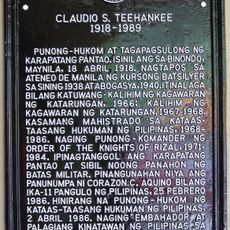 CLAUDIO S. TEEHANKEE
1918-1989
PUNONG-HUKOM AT TAGAPAGSULONG NG
KARAPATANG PANTAO. ISINILANG SA BINONDO,
MAYNILA, 18 ABRIL 1918. NAGTAPOS SA
ATENEO DE MANILA NG KURSONG BATSILYER
SA SINING 1938 AT ABOGASYA 1940. ITINALAGA
BILANG KATUWANG-KALIHIM NG KAGAWARAN
NG KATARUNGAN, 1966; KALIHIM NG
KAGAWARAN NG KATARUNGAN, 1967-1968.
KASAMANG MAHISTRADO SA KATAAS-
TAASANG HUKUMAN NG PILIPINAS, 1968-
1986. NAGING PUNONG-KOMANDER NG
ORDER OF THE KNIGHTS OF RIZAL, 1971-
1984. IPINAGTANGGOL ANG KARAPATANG
PANTAO AT SIBIL NOONG PANAHON NG
BATAS MILITAR. PINANGUNAHAN NIYA ANG
PANUNUMPA NI CORAZON C. AQUINO BILANG
IKA-11 PANGULO NG PILIPINAS, 25 PEBRERO
1986. HINIRANG NA PUNONG-HUKOM NG
KATAAS-TAASANG HUKUMAN NG PILIPINAS,
2 ABRIL 1986. NAGING EMBAHADOR AT
PALAGIANG KINATAWAN NG PILIPINAS SA